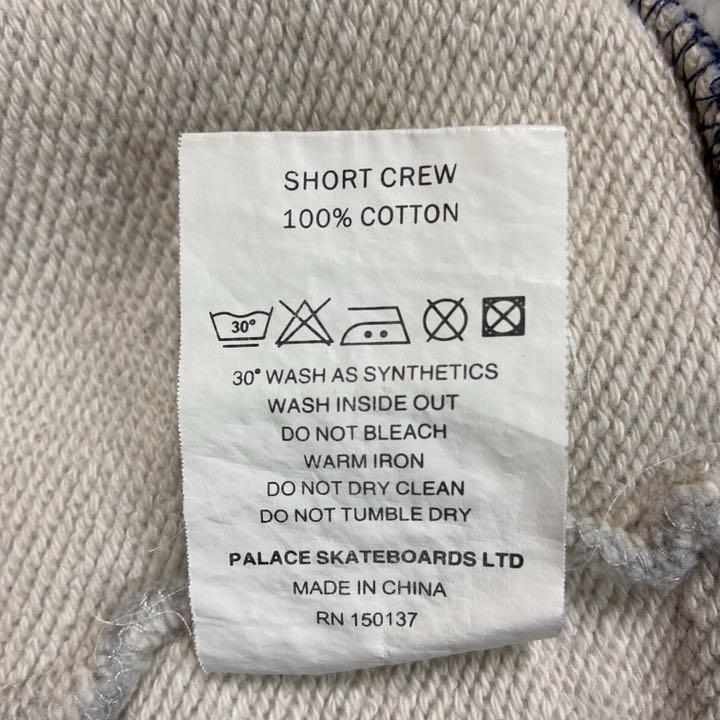 SHORT CREW
100% COTTON
30°
30° WASH AS SYNTHETICS
WASH INSIDE OUT
DO NOT BLEACH
WARM IRON
DO NOT DRY CLEAN
DO NOT TUMBLE DRY
PALACE SKATEBOARDS LTD
MADE IN CHINA
RN 150137